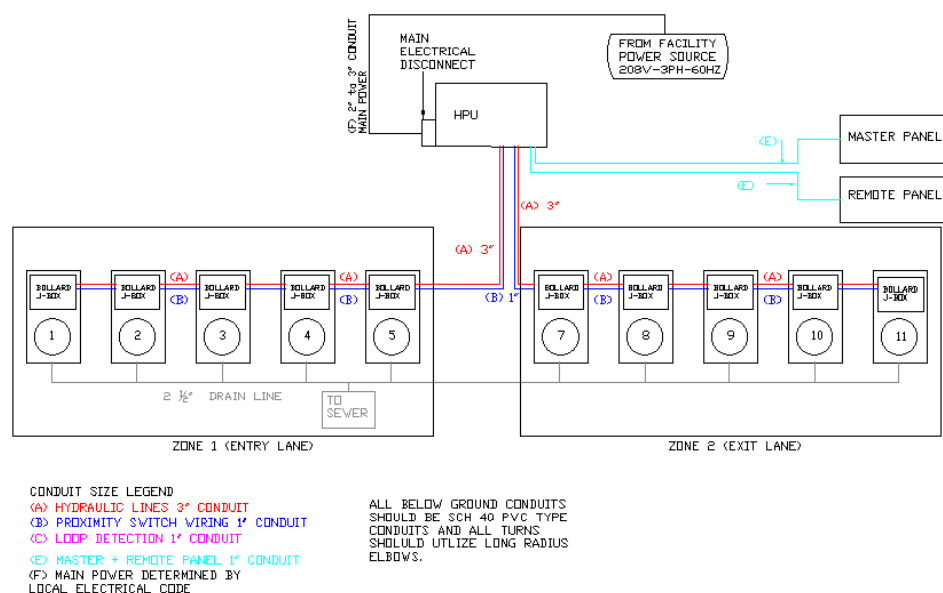 FROM FACILITY
POWER SOURCE
208V-3PH-60HZ
MAIN
ELECTRICAL
DISCONNECT
(F) 2" to 3" CONDUIT
MAIN POWER
HPU
(E)
MASTER PANEL
(E)
REMOTE PANEL
(A) 3"
(A) 3"
(B) 1"
BOLLARD
J-BOX
BOLLARD
J-BOX
BOLLARD
J-BOX
BOLLARD
J-BOX
BOLLARD
J-BOX
(A)
(B)
(A)
(B)
1
2
3
4
5
BOLLARD
J-BOX
BOLLARD
J-BOX
BOLLARD
J-BOX
BOLLARD
J-BOX
BOLLARD
J-BOX
(A)
(B)
(A)
(B)
7
8
9
10
11
2 ½" DRAIN LINE
TO
SEWER
ZONE 1 (ENTRY LANE)
ZONE 2 (EXIT LANE)
CONDUIT SIZE LEGEND
(A) HYDRAULIC LINES 3" CONDUIT
(B) PROXIMITY SWITCH WIRING 1" CONDUIT
(C) LOOP DETECTION 1" CONDUIT
(E) MASTER + REMOTE PANEL 1" CONDUIT
(F) MAIN POWER DETERMINED BY
LOCAL ELECTRICAL CODE
ALL BELOW GROUND CONDUITS
SHOULD BE SCH 40 PVC TYPE
CONDUITS AND ALL TURNS
SHOLULD UTLIZE LONG RADIUS
ELBOWS.